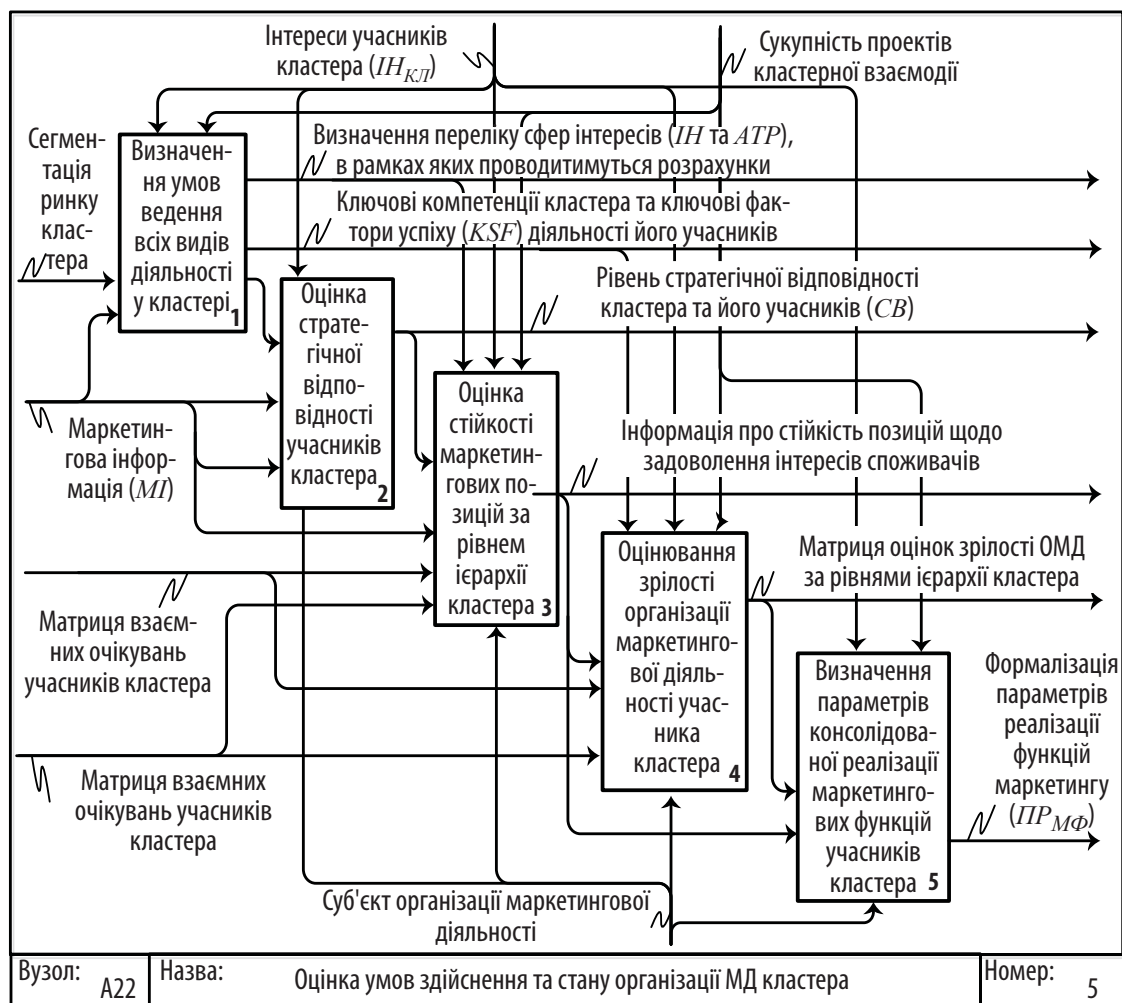 Інтереси учасників
кластера (ІН КЛ)
Сукупність проектів
кластерної взаємодії
Сегмен-
тація
ринку
клас-
тера
Визначен-
ня умов
ведення
всіх видів
діяльності
у кластері
1
Визначення переліку сфер інтересів (ІН та АТР),
в рамках яких проводитимуться розрахунки
Ключові компетенції кластера та ключові фак-
тори успіху (KSF) діяльності його учасників
Оцінка
страте-
гічної
відпо-
відності
учасників
кластера
2
Рівень стратегічної відповідності
кластера та його учасників (СВ)
Маркетин-
гова інфор-
мація (МІ)
Оцінка
стійкості
маркетин-
гових по-
зицій за
рівнем
ієрархії
кластера 3
Інформація про стійкість позицій щодо
задоволення інтересів споживачів
Оцінювання
зрілості
організації
маркетинго-
вої діяль-
ності учас-
ника
кластера 4
Матриця оцінок зрілості ОМД
за рівнями ієрархії кластера
Матриця взаєм-
них очікувань
учасників кластера
Визначення
параметрів
консолідова-
ної реалізації
маркетинго-
вих функцій
учасників
кластера 5
Формалізація
параметрів
реалізації
функцій
маркетингу
(ПР МФ)
Матриця взаємних
очікувань учасників
кластера
Суб'єкт організації маркетингової
діяльності
Вузол: А22
Назва: Оцінка умов здійснення та стану організації МД кластера
Номер: 5